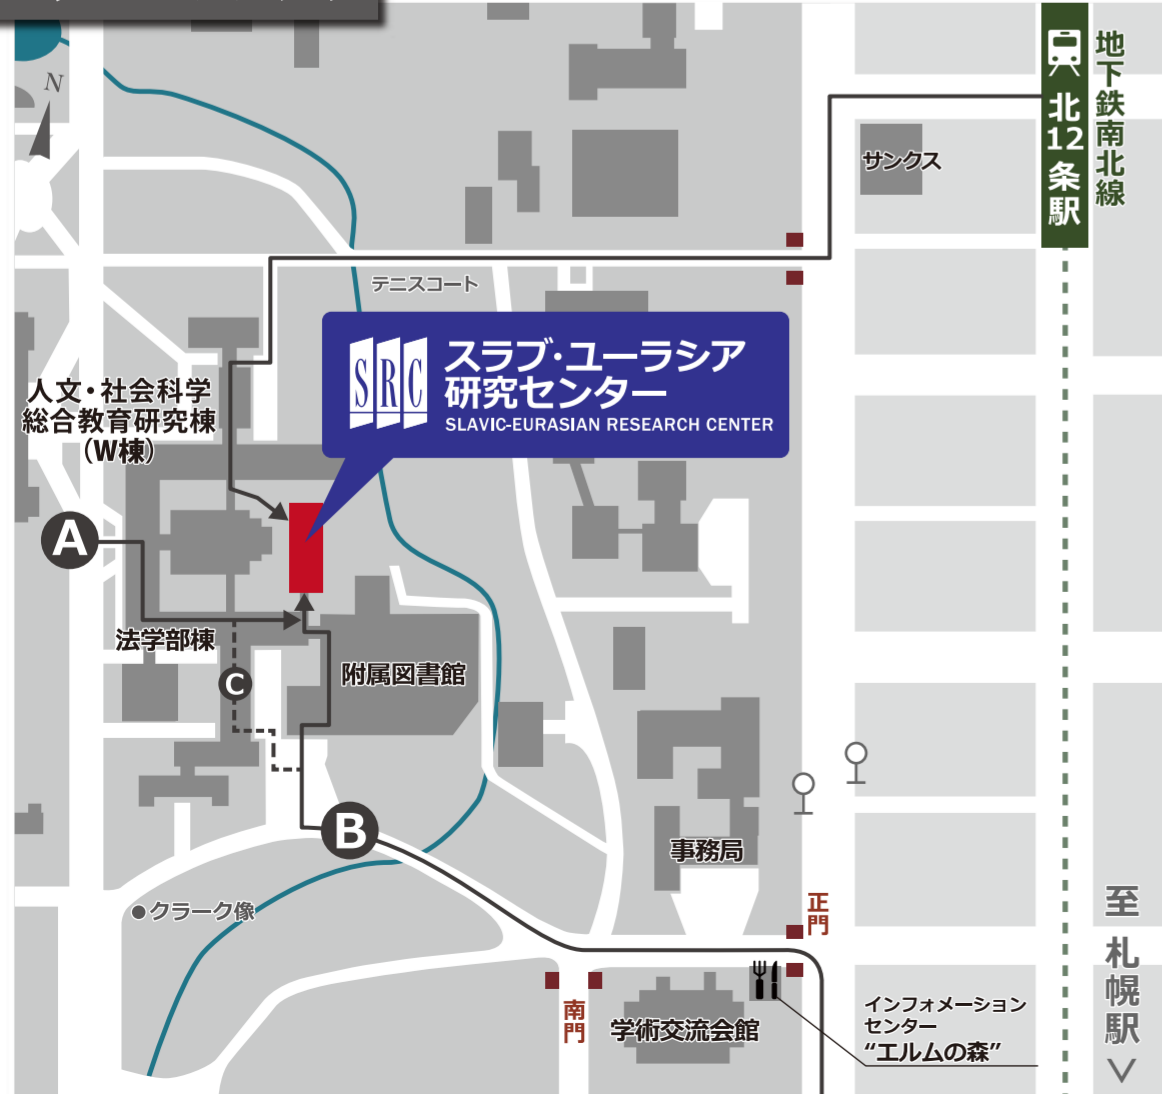 N
地下鉄南北線
北12条駅
サンクス
テニスコート
SRC
スラブ・ユーラシア
研究センター
SLAVIC-EURASIAN RESEARCH CENTER
人文・社会科学
総合教育研究棟
（W棟）
A
法学部棟
C
附属図書館
B
事務局
クラーク像
正門
南門
学術交流会館
インフォメーション
センター
“エルムの森”
至 札幌駅